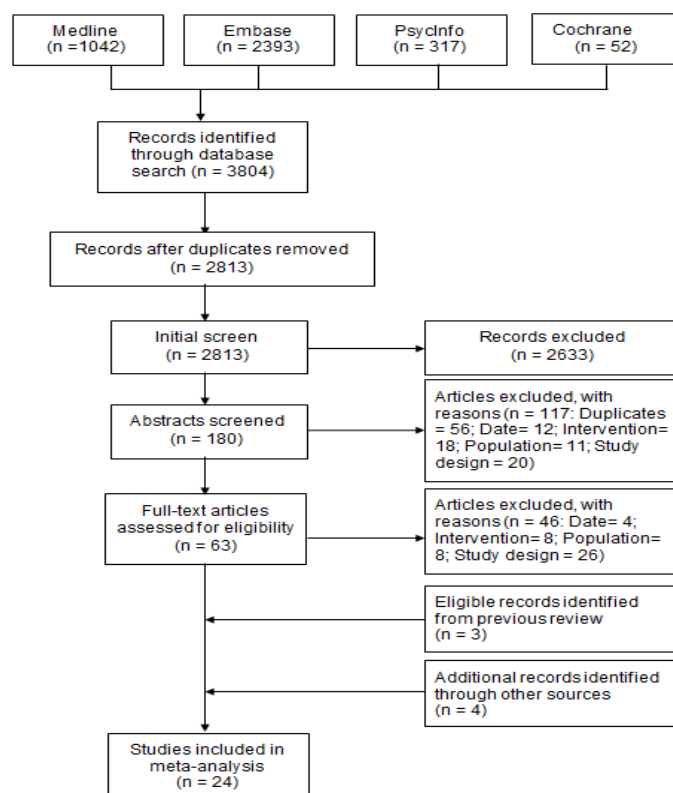 Medline
(n =1042)
Embase
(n = 2393)
PsycInfo
(n = 317)
Cochrane
(n = 52)
Records identified
through database
search (n = 3804)
Records after duplicates removed
(n = 2813)
Initial screen
(n = 2813)
Records excluded
(n = 2633)
Abstracts screened
(n = 180)
Articles excluded, with
reasons (n = 117: Duplicates
= 56; Date= 12; Intervention=
18; Population= 11; Study
design = 20)
Full-text articles
assessed for eligibility
(n = 63)
Articles excluded, with
reasons (n = 46: Date= 4;
Intervention= 8; Population=
8; Study design = 26)
Eligible records identified
from previous review
(n = 3)
Additional records identified
through other sources
(n = 4)
Studies included in
meta-analysis
(n = 24)